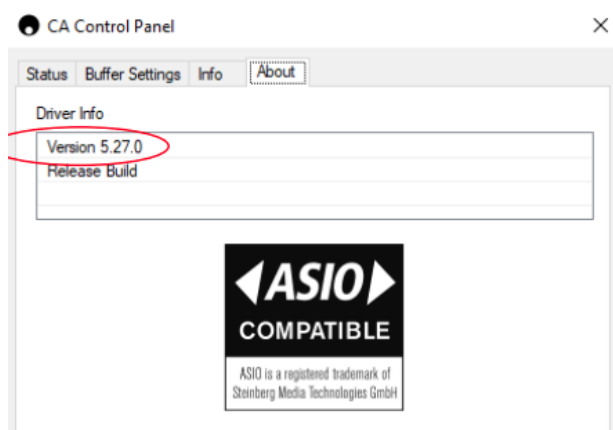 CA Control Panel
Status Buffer Settings Info About
Driver Info
Version 5.27.0
Release Build
ASIO
COMPATIBLE
ASIO is a registered trademark of
Steinberg Media Technologies GmbH